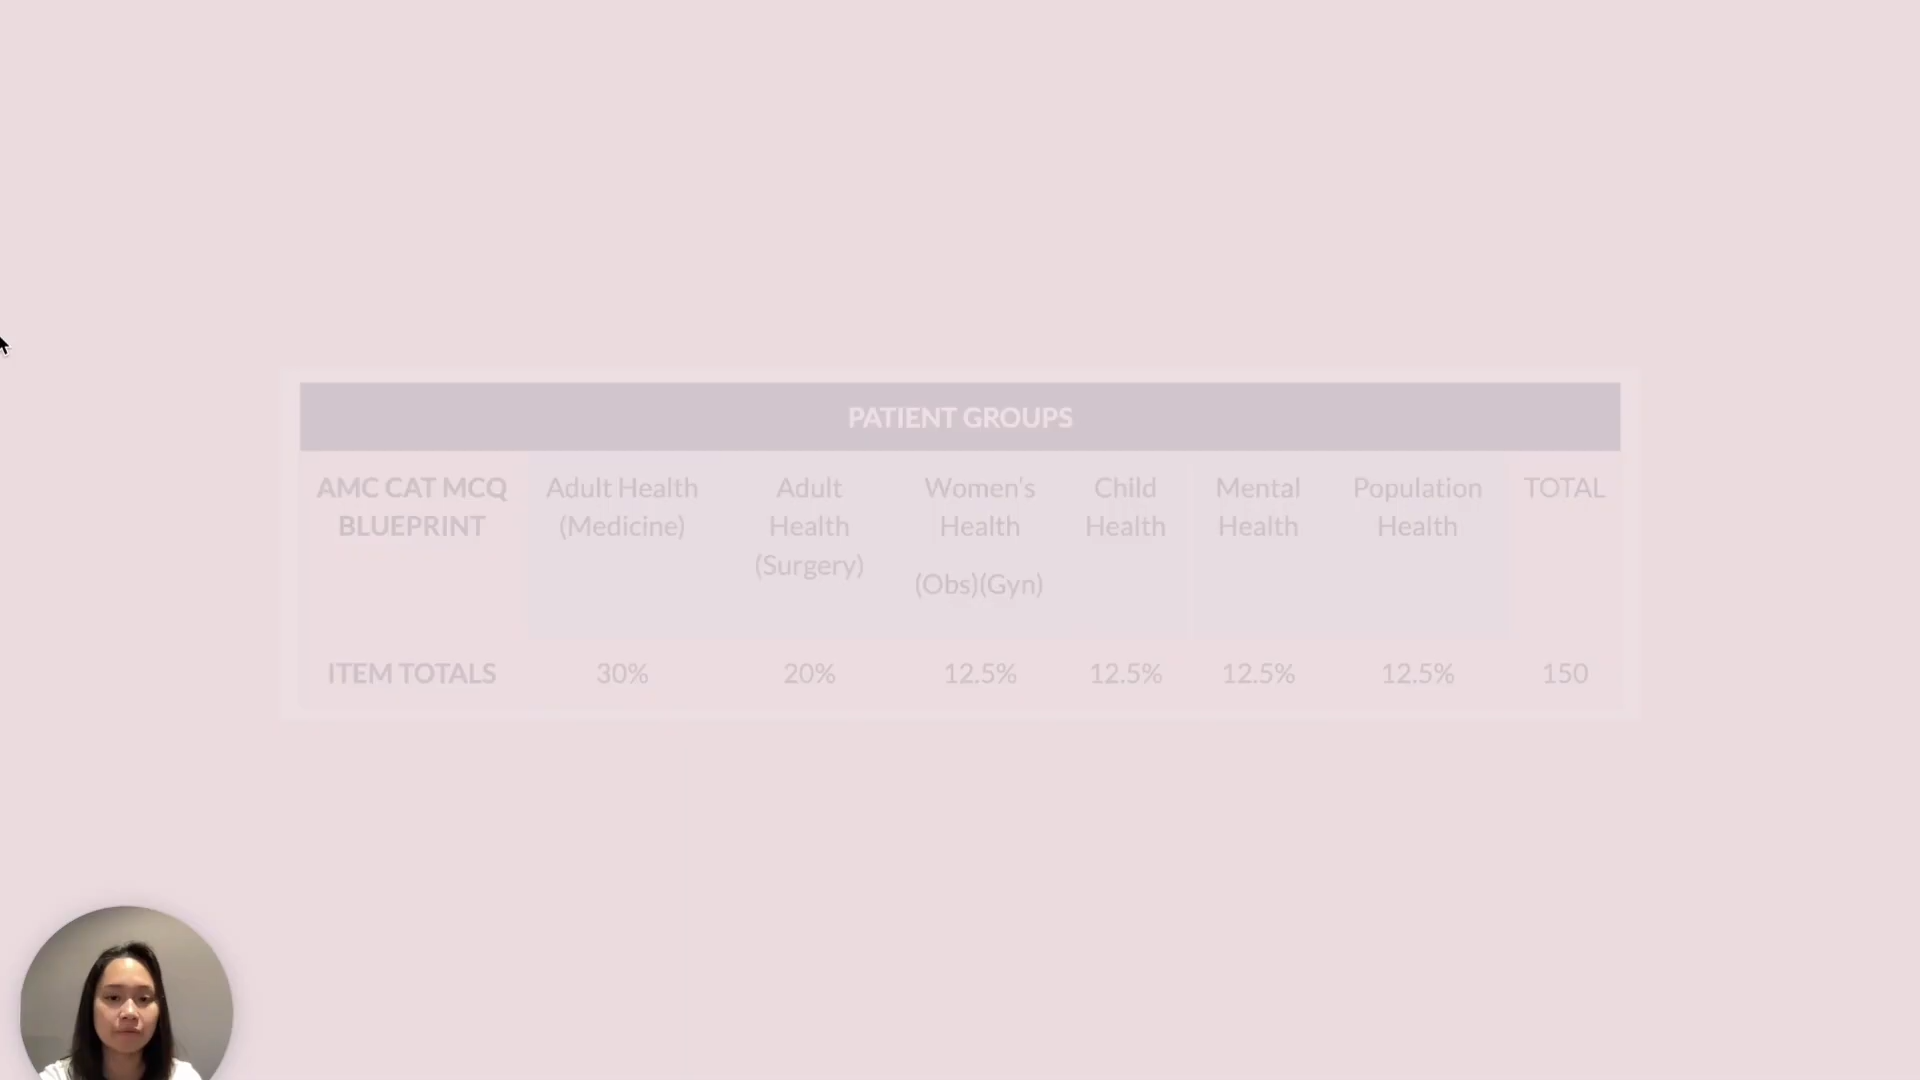 PATIENT GROUPS
AMC CAT MCQ
BLUEPRINT
Adult Health
(Medicine)
Adult
Health
(Surgery)
Women's
Health
(Obs)(Gyn)
Child
Health
Mental
Health
Population
Health
TOTAL
ITEM TOTALS
30%
20%
12.5%
12.5%
12.5%
12.5%
150